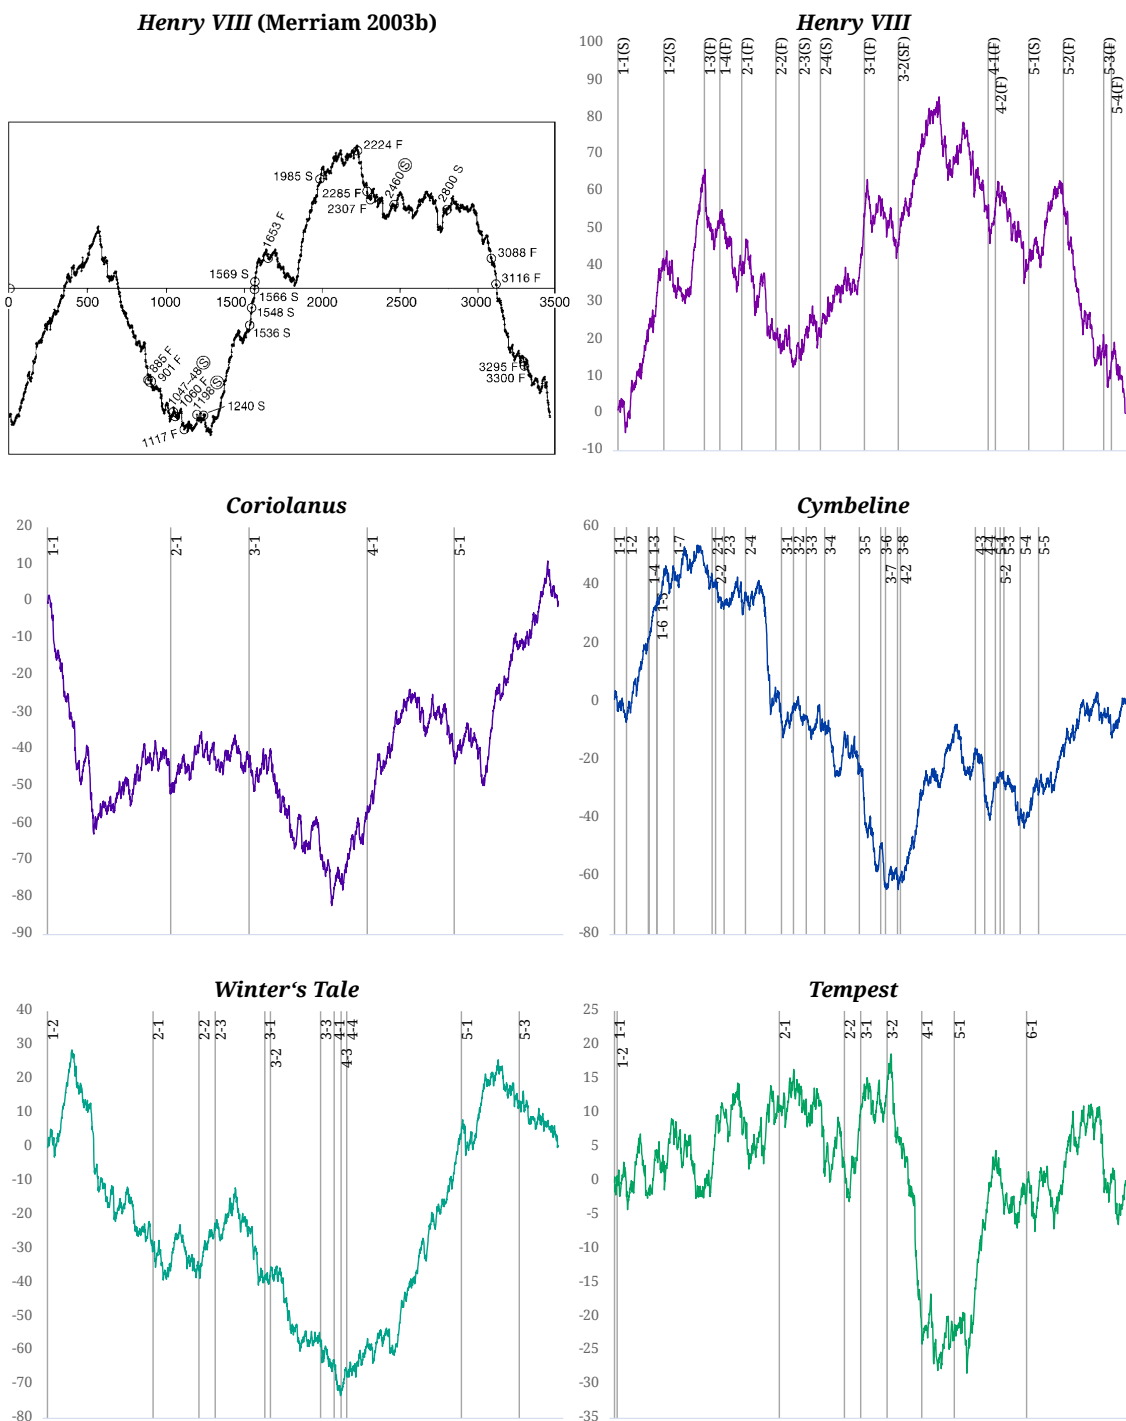 Henry VIII (Merriam 2003b)
0
500
1000
1500
2000
2500
3000
3500
885 F
901 F
1047-48Ⓢ
1060 F
1117 F
1198Ⓢ
1240 S
1536 S
1548 S
1566 S
1569 S
1653 F
1985 S
2224 F
2285 F
2307 F
2460Ⓢ
2800 S
3088 F
3116 F
3295 F
3300 F
Henry VIII
100
90
80
70
60
50
40
30
20
10
0
-10
1-1(S)
1-2(S)
1-3(F)
1-4(F)
2-1(F)
2-2(F)
2-3(S)
2-4(S)
3-1(F)
3-2(SF)
4-1(F)
4-2(F)
5-1(S)
5-2(F)
5-3(F)
5-4(F)
Coriolanus
20
10
0
-10
-20
-30
-40
-50
-60
-70
-80
-90
1-1
2-1
3-1
4-1
5-1
Cymbeline
60
40
20
0
-20
-40
-60
-80
1-1
1-2
1-3
1-4
1-5
1-6
1-7
2-1
2-2
2-3
2-4
3-1
3-2
3-3
3-4
3-5
3-6
3-7
3-8
4-2
4-3
4-4
5-1
5-2
5-3
5-4
5-5
Winter‘s Tale
40
30
20
10
0
-10
-20
-30
-40
-50
-60
-70
-80
1-2
2-1
2-2
2-3
3-1
3-2
3-3
4-1
4-3
4-4
5-1
5-3
Tempest
25
20
15
10
5
0
-5
-10
-15
-20
-25
-30
-35
1-1
1-2
2-1
2-2
3-1
3-2
4-1
5-1
6-1